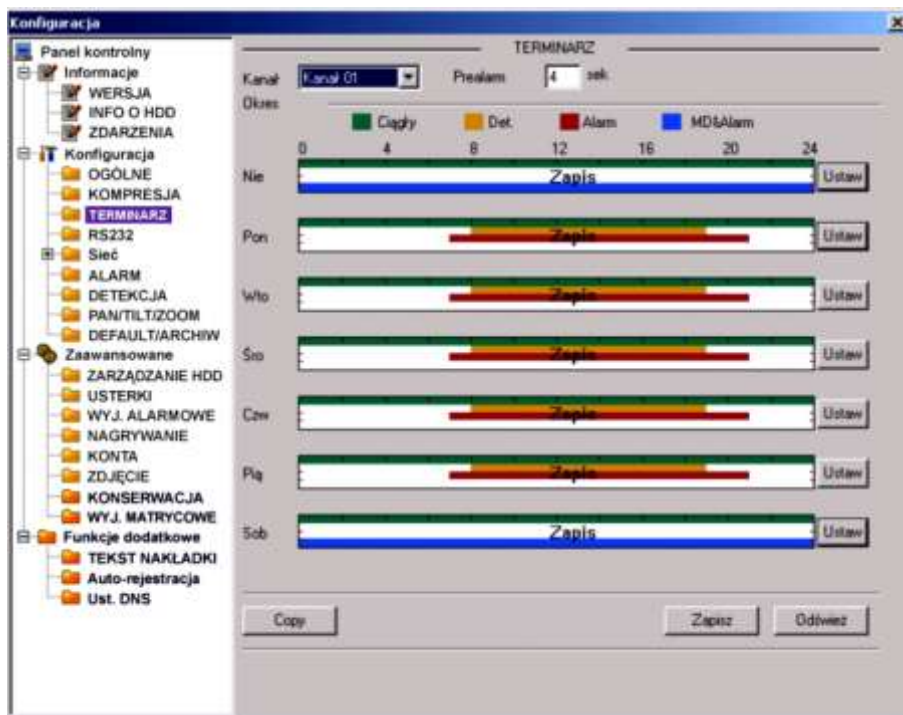 Konfiguracja
Panel kontrolny
Informacje
WERSJA
INFO O HDD
ZDARZENIA
Konfiguracja
OGÓLNE
KOMPRESJA
TERMINARZ
RS232
Sieć
ALARM
DETEKCJA
PAN/TILT/ZOOM
DEFAULT/ARCHIW
Zaawansowane
ZARZĄDZANIE HDD
USTERKI
WYJ. ALARMOWE
NAGRYWANIE
KONTA
ZDJĘCIE
KONSERWACJA
WYJ. MATRYCOWE
Funkcje dodatkowe
TEKST NAKŁADKI
Auto-rejestracja
Ust. DNS
TERMINARZ
Kanał Kanał 01 Prealarm 4 sek
Okres
Ciągły Det. Alarm MD&Alarm
0 4 8 12 16 20 24
Nie Zapis Ustaw
Pon Zapis Ustaw
Wto Zapis Ustaw
Śro Zapis Ustaw
Czw Zapis Ustaw
Pią Zapis Ustaw
Sob Zapis Ustaw
Copy Zapisz Odśwież